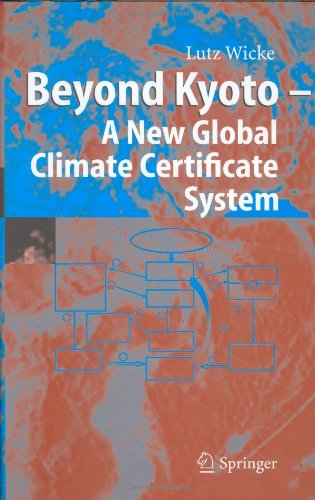 Lutz Wicke
Beyond Kyoto –
A New Global
Climate Certificate
System
Springer